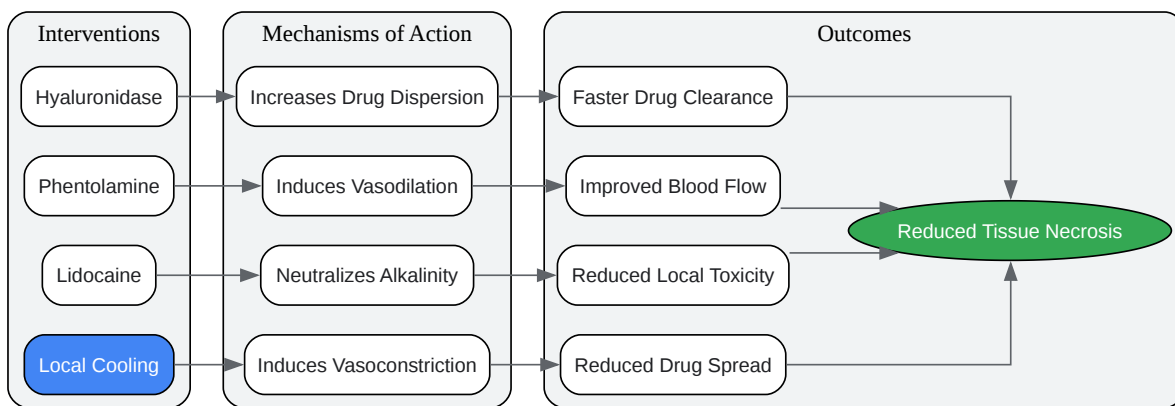 Interventions
Mechanisms of Action
Outcomes
Hyaluronidase
Increases Drug Dispersion
Faster Drug Clearance
Phentolamine
Induces Vasodilation
Improved Blood Flow
Reduced Tissue Necrosis
Lidocaine
Neutralizes Alkalinity
Reduced Local Toxicity
Local Cooling
Induces Vasoconstriction
Reduced Drug Spread